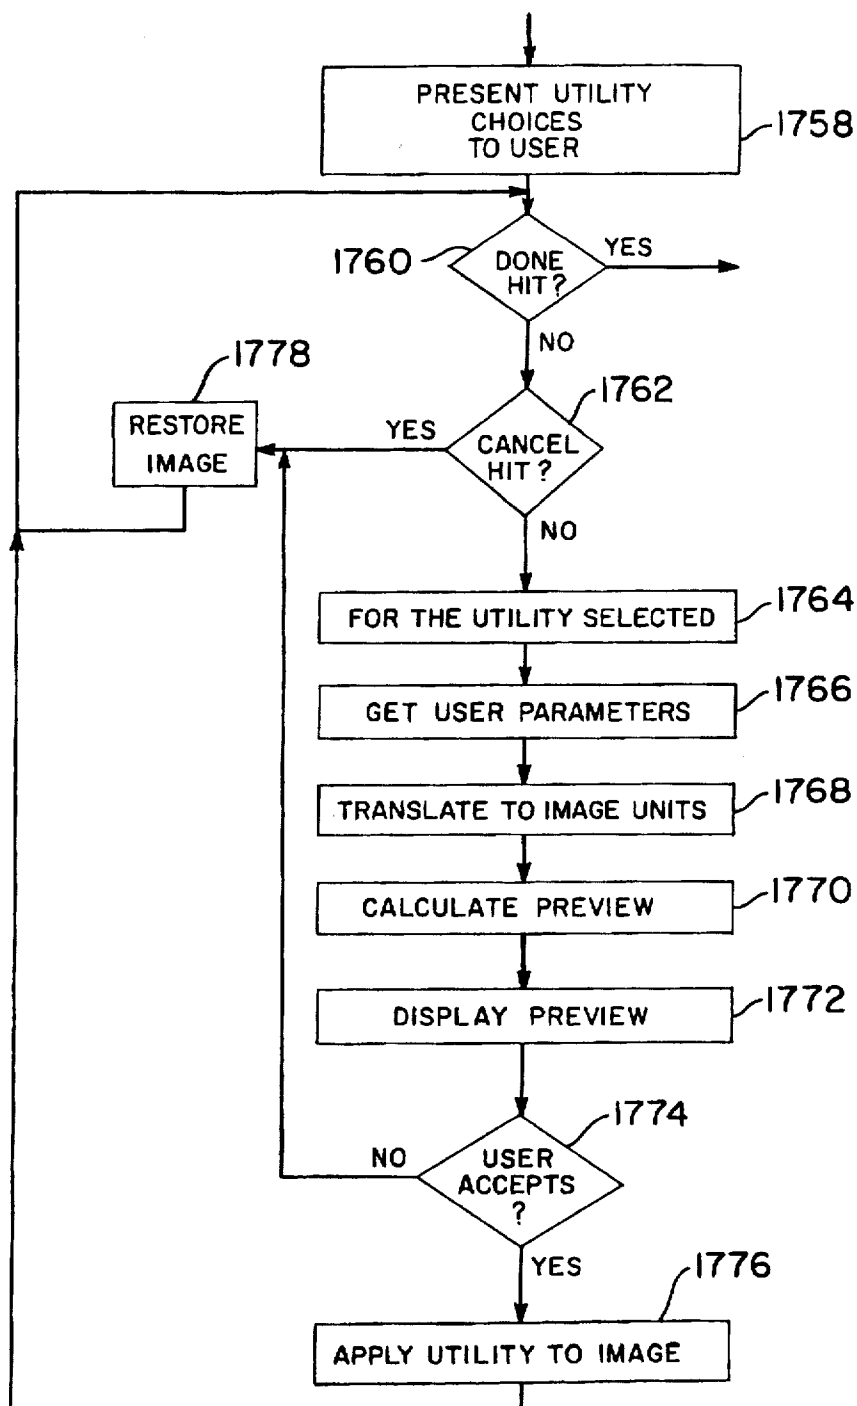 PRESENT UTILITY
CHOICES
TO USER
1758
1760
DONE
HIT?
YES
NO
1778
RESTORE
IMAGE
1762
YES
CANCEL
HIT?
NO
FOR THE UTILITY SELECTED
1764
GET USER PARAMETERS
1766
TRANSLATE TO IMAGE UNITS
1768
CALCULATE PREVIEW
1770
DISPLAY PREVIEW
1772
1774
NO
USER
ACCEPTS
?
YES
1776
APPLY UTILITY TO IMAGE